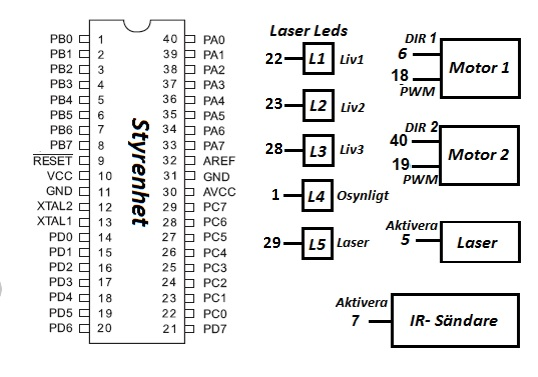 PB0 1 40 PA0
PB1 2 39 PA1
PB2 3 38 PA2
PB3 4 37 PA3
PB4 5 36 PA4
PB5 6 35 PA5
PB6 7 34 PA6
PB7 8 33 PA7
RESET 9 32 AREF
VCC 10 31 GND
GND 11 30 AVCC
XTAL2 12 29 PC7
XTAL1 13 28 PC6
PD0 14 27 PC5
PD1 15 26 PC4
PD2 16 25 PC3
PD3 17 24 PC2
PD4 18 23 PC1
PD5 19 22 PC0
PD6 20 21 PD7
Styrenhet
Laser Leds
22 L1 Liv1
23 L2 Liv2
28 L3 Liv3
1 L4 Osynligt
29 L5 Laser
DIR 1
6
18
PWM
Motor 1
DIR 2
40
19
PWM
Motor 2
Aktivera
5
Laser
Aktivera
7
IR- Sändare